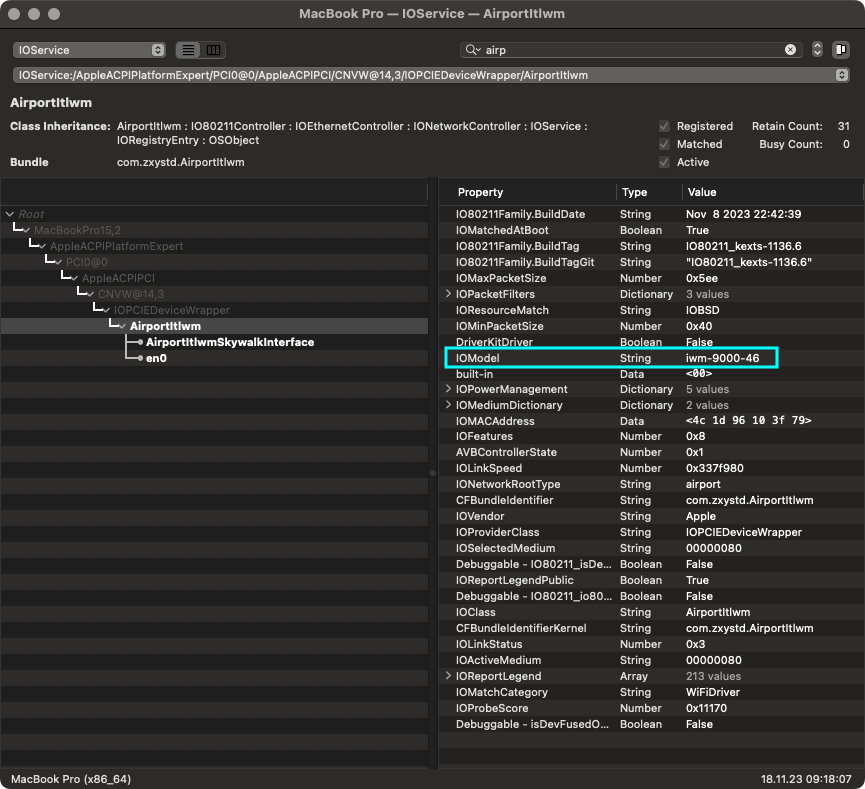 MacBook Pro — IOService — AirportItlwm
IOService
airp
IOService:/AppleACPIPlatformExpert/PCI0@0/AppleACPIPCI/CNVW@14,3/IOPCIEDeviceWrapper/AirportItlwm
AirportItlwm
Class Inheritance: AirportItlwm : IO80211Controller : IOEthernetController : IONetworkController : IOService :
IORegistryEntry : OSObject
Bundle com.zxystd.AirportItlwm
Registered Retain Count: 31
Matched Busy Count: 0
Active
Root
MacBookPro15,2
AppleACPIPlatformExpert
PCI0@0
AppleACPIPCI
CNVW@14,3
IOPCIEDeviceWrapper
AirportItlwm
AirportItlwmSkywalkInterface
en0
Property Type Value
IO80211Family.BuildDate String Nov  8 2023 22:42:39
IOMatchedAtBoot Boolean True
IO80211Family.BuildTag String IO80211_kexts-1136.6
IO80211Family.BuildTagGit String "IO80211_kexts-1136.6"
IOMaxPacketSize Number 0x5ee
IOPacketFilters Dictionary 3 values
IOResourceMatch String IOBSD
IOMinPacketSize Number 0x40
DriverKitDriver Boolean False
IOModel String iwm-9000-46
built-in Data <00>
IOPowerManagement Dictionary 5 values
IOMediumDictionary Dictionary 2 values
IOMACAddress Data <4c 1d 96 10 3f 79>
IOFeatures Number 0x8
AVBControllerState Number 0x1
IOLinkSpeed Number 0x337f980
IONetworkRootType String airport
CFBundleIdentifier String com.zxystd.AirportItlwm
IOVendor String Apple
IOProviderClass String IOPCIEDeviceWrapper
IOSelectedMedium String 00000080
Debuggable - IO80211_isDe... Boolean False
IOReportLegendPublic Boolean True
Debuggable - IO80211_io80... Boolean False
IOClass String AirportItlwm
CFBundleIdentifierKernel String com.zxystd.AirportItlwm
IOLinkStatus Number 0x3
IOActiveMedium String 00000080
IOReportLegend Array 213 values
IOMatchCategory String WiFiDriver
IOProbeScore Number 0x11170
Debuggable - isDevFusedO... Boolean False
MacBook Pro (x86_64) 18.11.23 09:18:07